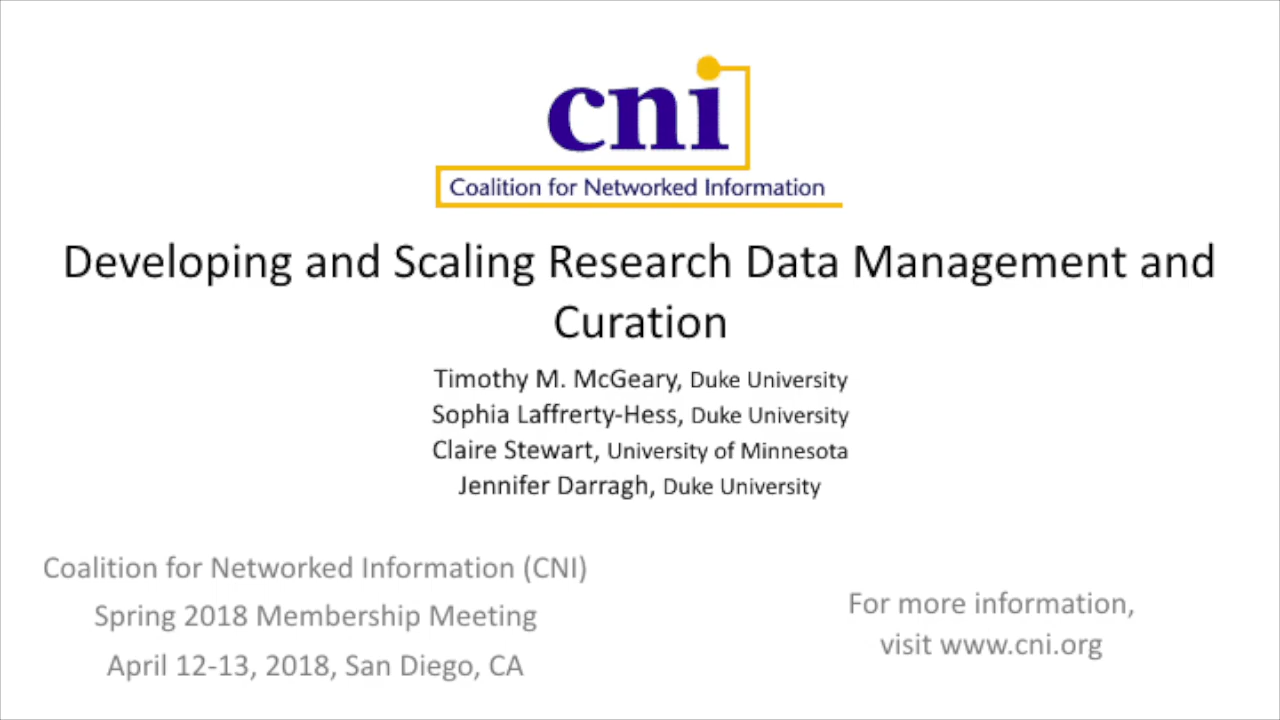 cni
Coalition for Networked Information
Developing and Scaling Research Data Management and
Curation
Timothy M. McGeary, Duke University
Sophia Laffrerty-Hess, Duke University
Claire Stewart, University of Minnesota
Jennifer Darragh, Duke University
Coalition for Networked Information (CNI)
Spring 2018 Membership Meeting
April 12-13, 2018, San Diego, CA
For more information,
visit www.cni.org